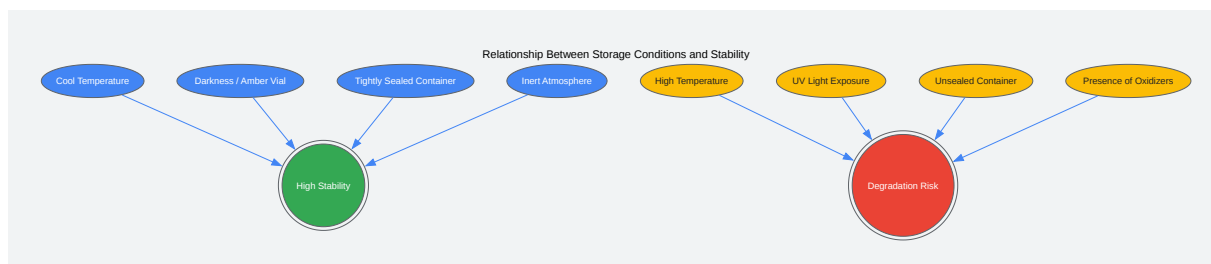 Relationship Between Storage Conditions and Stability
Cool Temperature
Darkness / Amber Vial
Tightly Sealed Container
Inert Atmosphere
High Temperature
UV Light Exposure
Unsealed Container
Presence of Oxidizers
High Stability
Degradation Risk